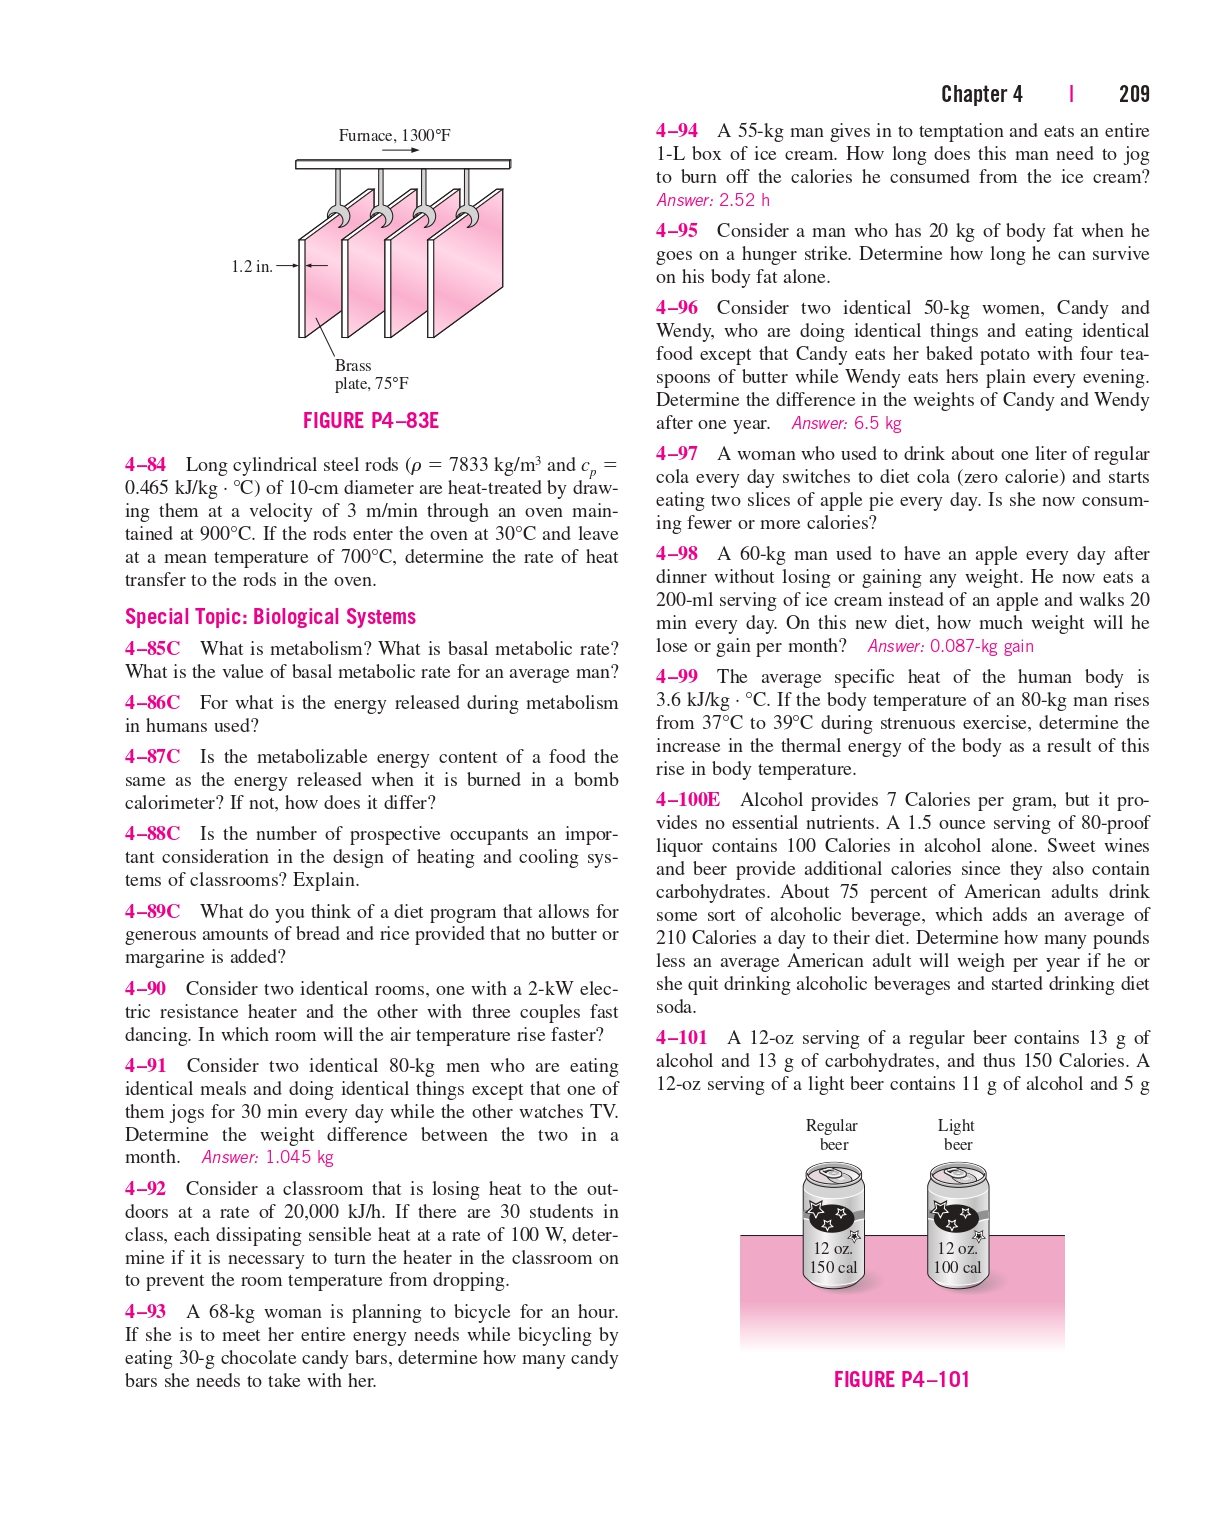 Chapter 4 | 209
Furnace, 1300°F
1.2 in.
Brass
plate, 75°F
FIGURE P4–83E
4–84 Long cylindrical steel rods (ρ = 7833 kg/m³ and cₚ =
0.465 kJ/kg · °C) of 10-cm diameter are heat-treated by draw-
ing them at a velocity of 3 m/min through an oven main-
tained at 900°C. If the rods enter the oven at 30°C and leave
at a mean temperature of 700°C, determine the rate of heat
transfer to the rods in the oven.
Special Topic: Biological Systems
4–85C What is metabolism? What is basal metabolic rate?
What is the value of basal metabolic rate for an average man?
4–86C For what is the energy released during metabolism
in humans used?
4–87C Is the metabolizable energy content of a food the
same as the energy released when it is burned in a bomb
calorimeter? If not, how does it differ?
4–88C Is the number of prospective occupants an impor-
tant consideration in the design of heating and cooling sys-
tems of classrooms? Explain.
4–89C What do you think of a diet program that allows for
generous amounts of bread and rice provided that no butter or
margarine is added?
4–90 Consider two identical rooms, one with a 2-kW elec-
tric resistance heater and the other with three couples fast
dancing. In which room will the air temperature rise faster?
4–91 Consider two identical 80-kg men who are eating
identical meals and doing identical things except that one of
them jogs for 30 min every day while the other watches TV.
Determine the weight difference between the two in a
month. Answer: 1.045 kg
4–92 Consider a classroom that is losing heat to the out-
doors at a rate of 20,000 kJ/h. If there are 30 students in
class, each dissipating sensible heat at a rate of 100 W, deter-
mine if it is necessary to turn the heater in the classroom on
to prevent the room temperature from dropping.
4–93 A 68-kg woman is planning to bicycle for an hour.
If she is to meet her entire energy needs while bicycling by
eating 30-g chocolate candy bars, determine how many candy
bars she needs to take with her.
4–94 A 55-kg man gives in to temptation and eats an entire
1-L box of ice cream. How long does this man need to jog
to burn off the calories he consumed from the ice cream?
Answer: 2.52 h
4–95 Consider a man who has 20 kg of body fat when he
goes on a hunger strike. Determine how long he can survive
on his body fat alone.
4–96 Consider two identical 50-kg women, Candy and
Wendy, who are doing identical things and eating identical
food except that Candy eats her baked potato with four tea-
spoons of butter while Wendy eats hers plain every evening.
Determine the difference in the weights of Candy and Wendy
after one year. Answer: 6.5 kg
4–97 A woman who used to drink about one liter of regular
cola every day switches to diet cola (zero calorie) and starts
eating two slices of apple pie every day. Is she now consum-
ing fewer or more calories?
4–98 A 60-kg man used to have an apple every day after
dinner without losing or gaining any weight. He now eats a
200-ml serving of ice cream instead of an apple and walks 20
min every day. On this new diet, how much weight will he
lose or gain per month? Answer: 0.087-kg gain
4–99 The average specific heat of the human body is
3.6 kJ/kg · °C. If the body temperature of an 80-kg man rises
from 37°C to 39°C during strenuous exercise, determine the
increase in the thermal energy of the body as a result of this
rise in body temperature.
4–100E Alcohol provides 7 Calories per gram, but it pro-
vides no essential nutrients. A 1.5 ounce serving of 80-proof
liquor contains 100 Calories in alcohol alone. Sweet wines
and beer provide additional calories since they also contain
carbohydrates. About 75 percent of American adults drink
some sort of alcoholic beverage, which adds an average of
210 Calories a day to their diet. Determine how many pounds
less an average American adult will weigh per year if he or
she quit drinking alcoholic beverages and started drinking diet
soda.
4–101 A 12-oz serving of a regular beer contains 13 g of
alcohol and 13 g of carbohydrates, and thus 150 Calories. A
12-oz serving of a light beer contains 11 g of alcohol and 5 g
Regular
beer
Light
beer
12 oz.
150 cal
12 oz.
100 cal
FIGURE P4–101